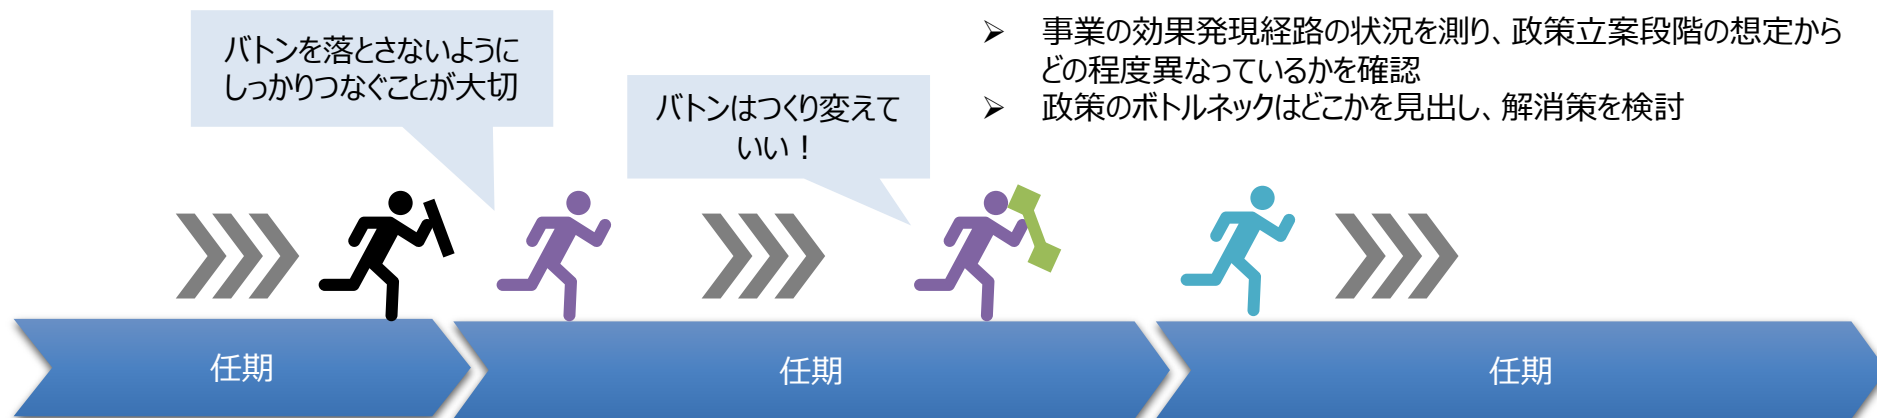 バトンを落とさないように
しっかりつなぐことが大切
バトンはつくり変えて
いい！
➢ 事業の効果発現経路の状況を測り、政策立案段階の想定から
どの程度異なっているかを確認
➢ 政策のボトルネックはどこかを見出し、解消策を検討
任期
任期
任期